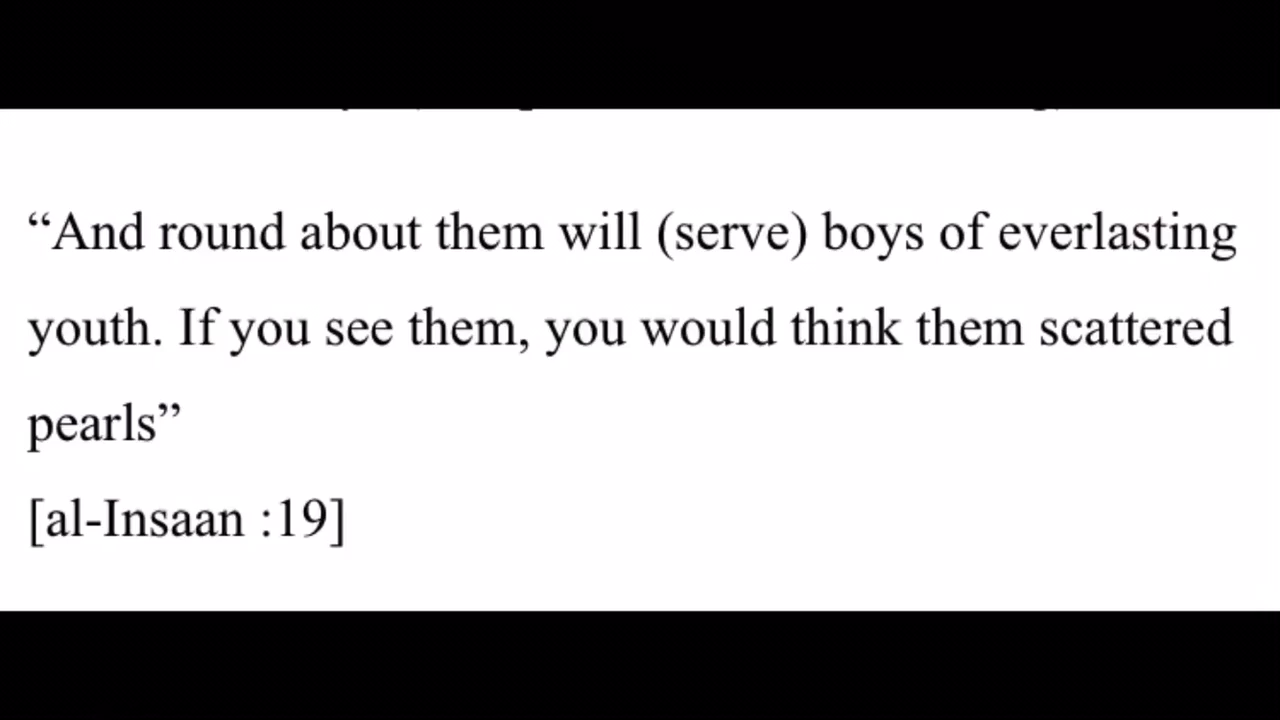 “And round about them will (serve) boys of everlasting
youth. If you see them, you would think them scattered
pearls”
[al-Insaan :19]